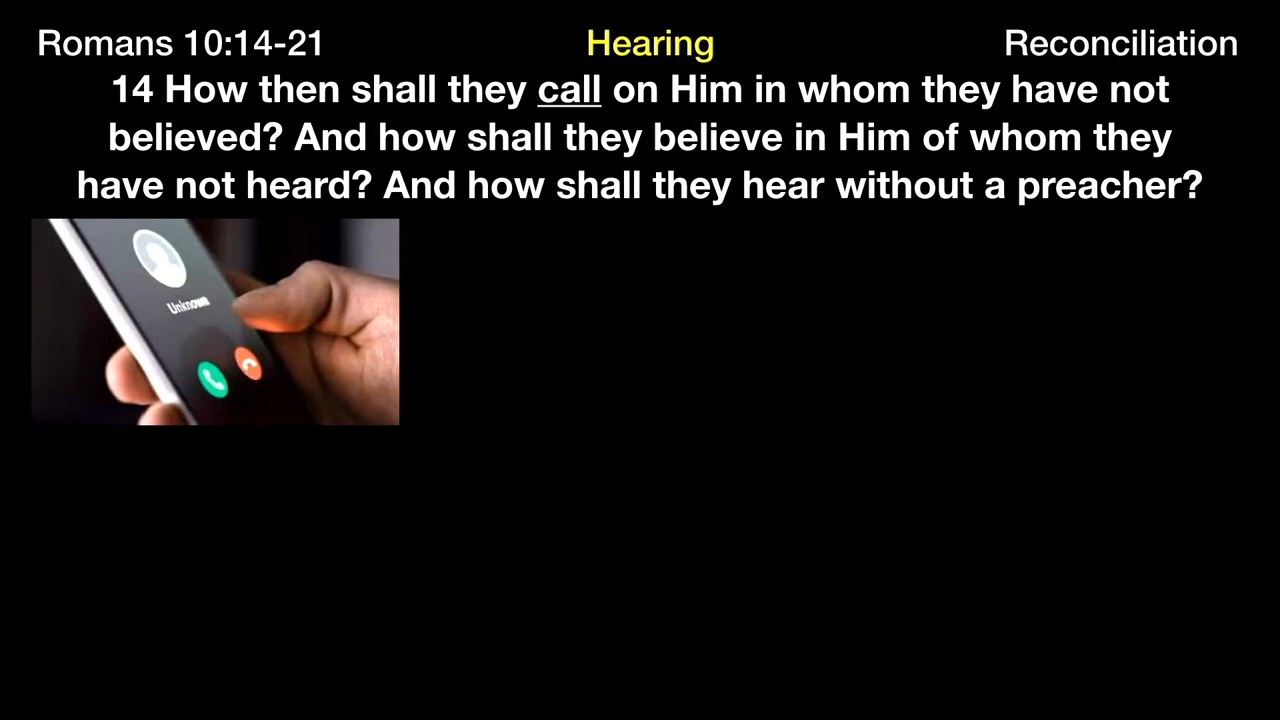 Romans 10:14-21 Hearing Reconciliation
14 How then shall they call on Him in whom they have not
believed? And how shall they believe in Him of whom they
have not heard? And how shall they hear without a preacher?
Unknown